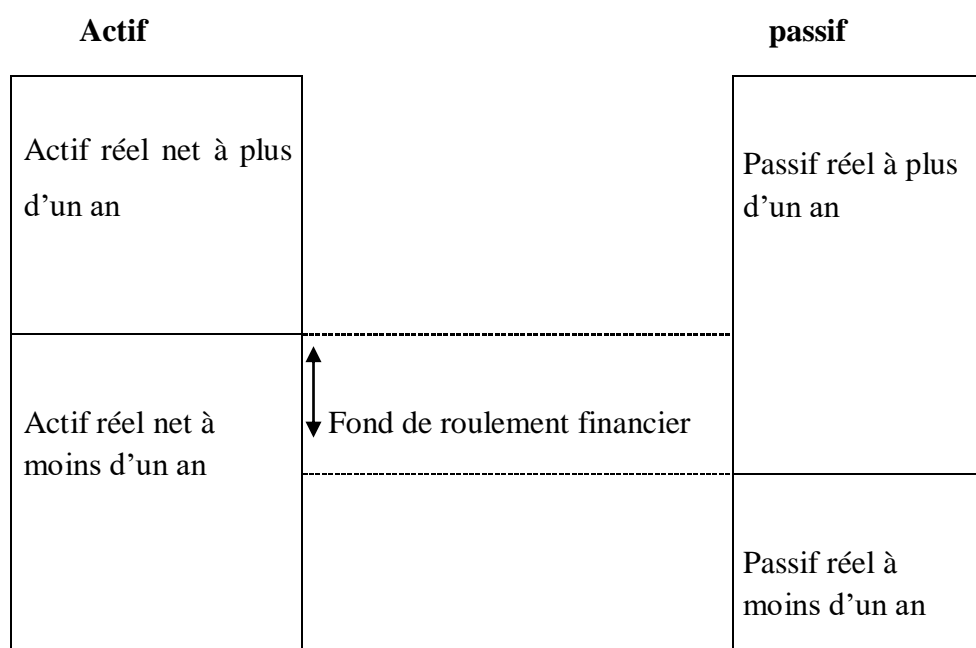 Actif
passif
Actif réel net à plus
d’un an
Passif réel à plus
d’un an
Actif réel net à
moins d’un an
Fond de roulement financier
Passif réel à
moins d’un an